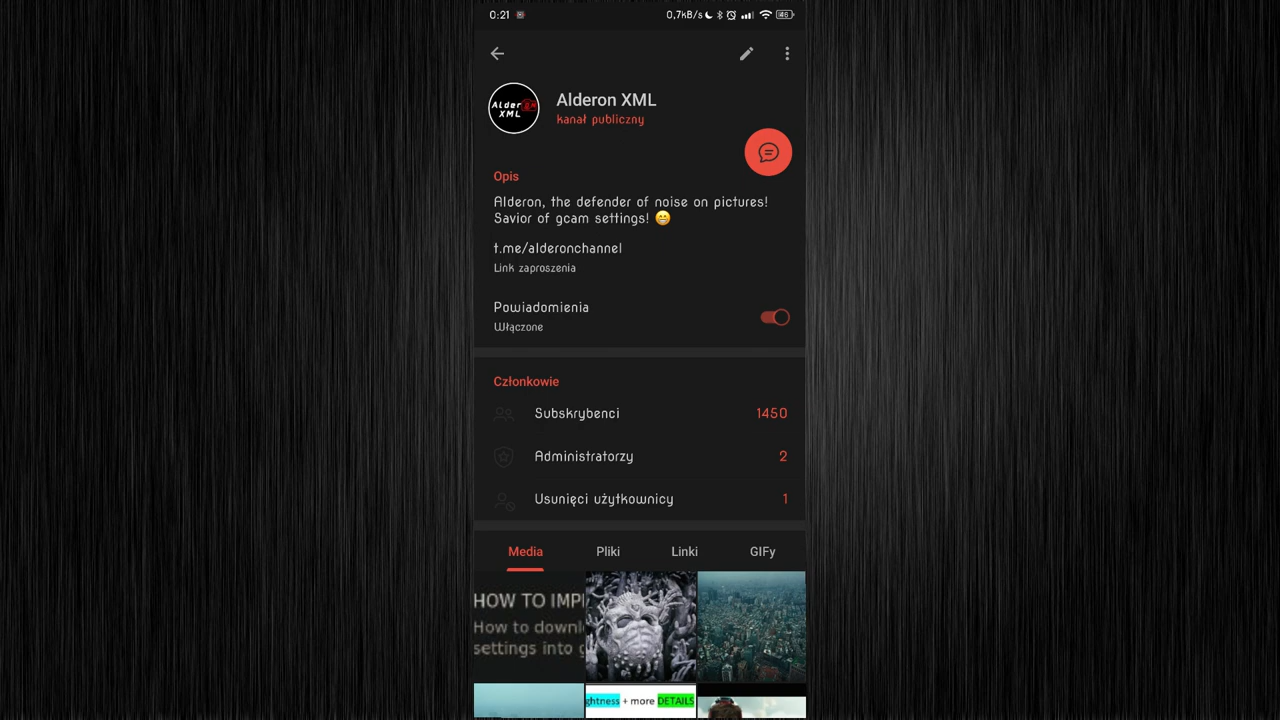 0:21
0,7kB/s
46
Alder
XML
Alderon XML
kanał publiczny
Opis
Alderon, the defender of noise on pictures!
Savior of gcam settings! 😁
t.me/alderonchannel
Link zaproszenia
Powiadomienia
Włączone
Członkowie
Subskrybenci 1450
Administratorzy 2
Usunięci użytkownicy 1
Media Pliki Linki GIFy
HOW TO IMP
How to downl
settings into
ghtness + more DETAILS